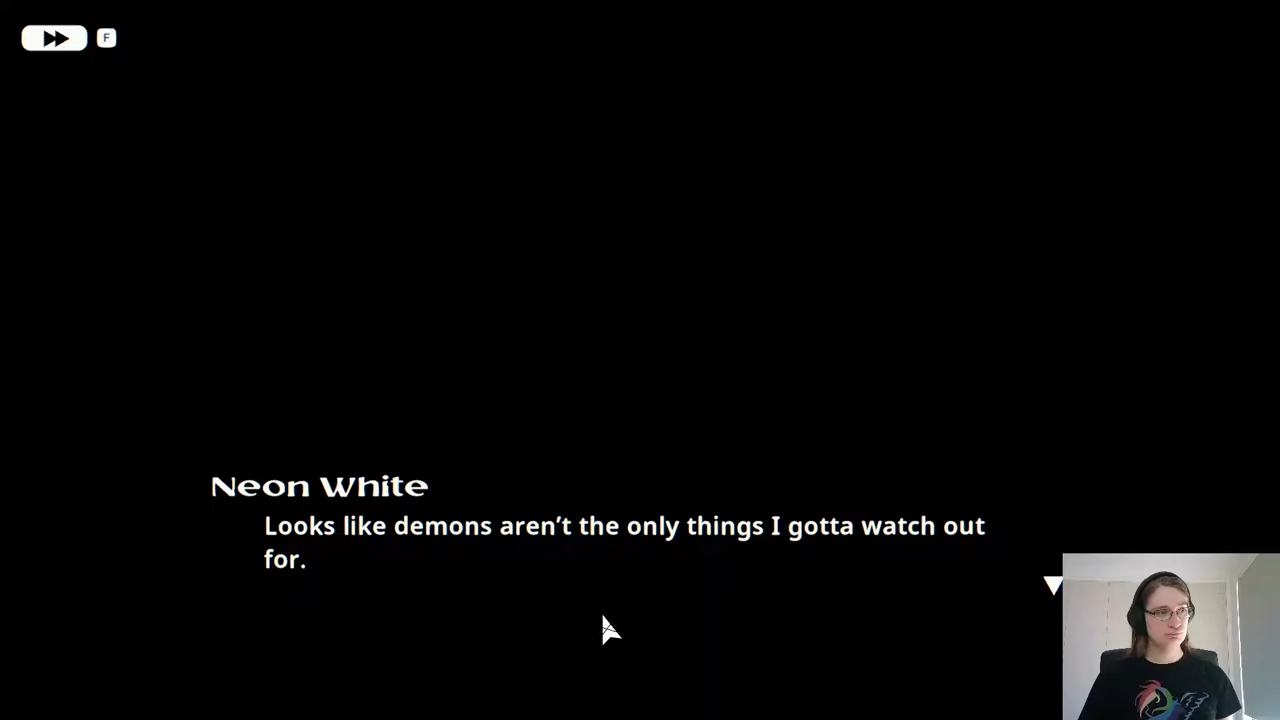 F
Neon White
Looks like demons aren’t the only things I gotta watch out
for.